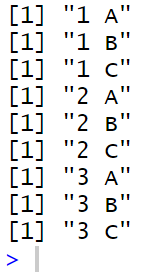 [1] "1 A"
[1] "1 B"
[1] "1 C"
[1] "2 A"
[1] "2 B"
[1] "2 C"
[1] "3 A"
[1] "3 B"
[1] "3 C"
>